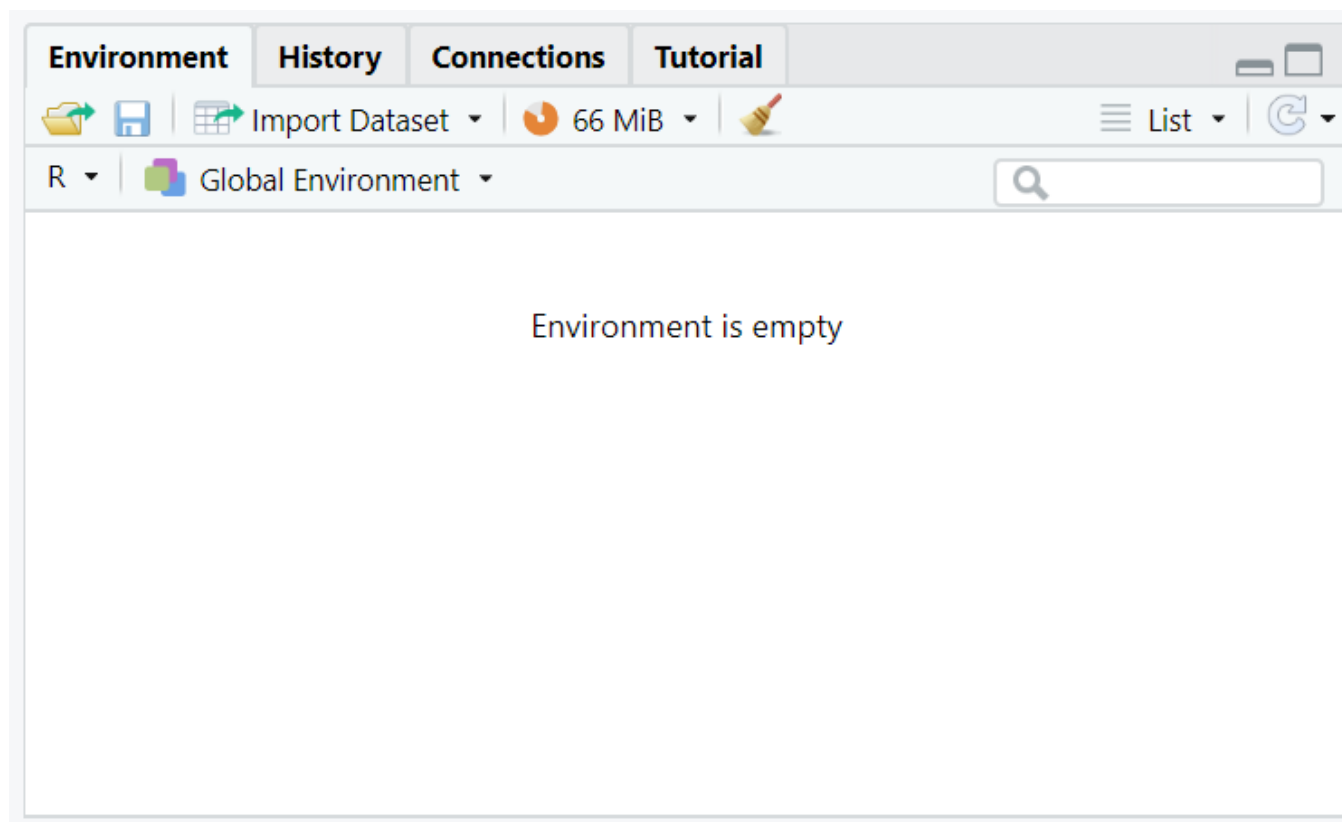 Environment History Connections Tutorial
Import Dataset 66 MiB List
R Global Environment
Environment is empty